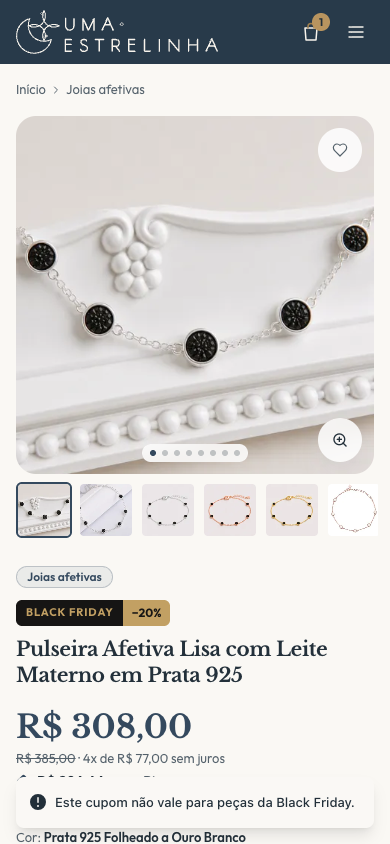 UMA
ESTRELINHA
1
Início > Joias afetivas
Joias afetivas
BLACK FRIDAY -20%
Pulseira Afetiva Lisa com Leite
Materno em Prata 925
R$ 308,00
R$ 385,00 · 4x de R$ 77,00 sem juros
Este cupom não vale para peças da Black Friday.
Cor: Prata 925 Folheado a Ouro Branco